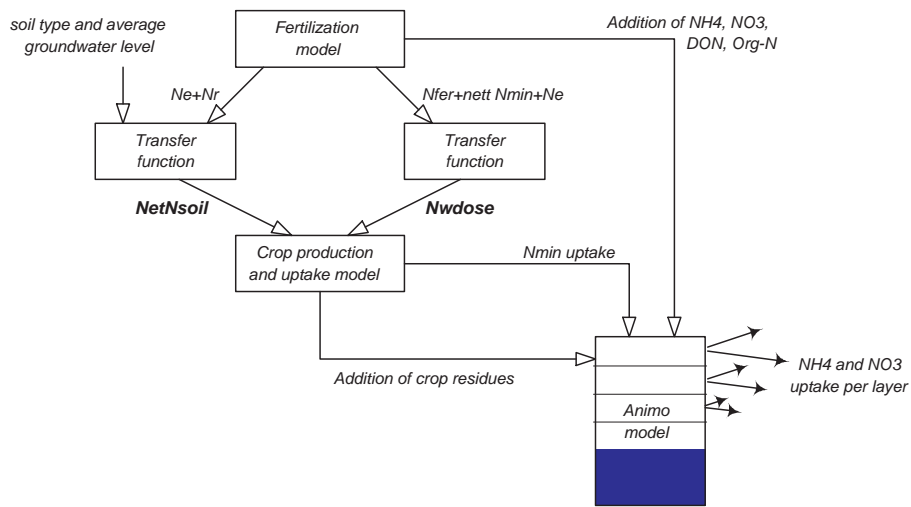 soil type and average
groundwater level
Fertilization
model
Addition of NH4, NO3,
DON, Org-N
Ne+Nr
Nfer+nett Nmin+Ne
Transfer
function
Transfer
function
NetNsoil
Nwdose
Crop production
and uptake model
Nmin uptake
Addition of crop residues
NH4 and NO3
uptake per layer
Animo
model